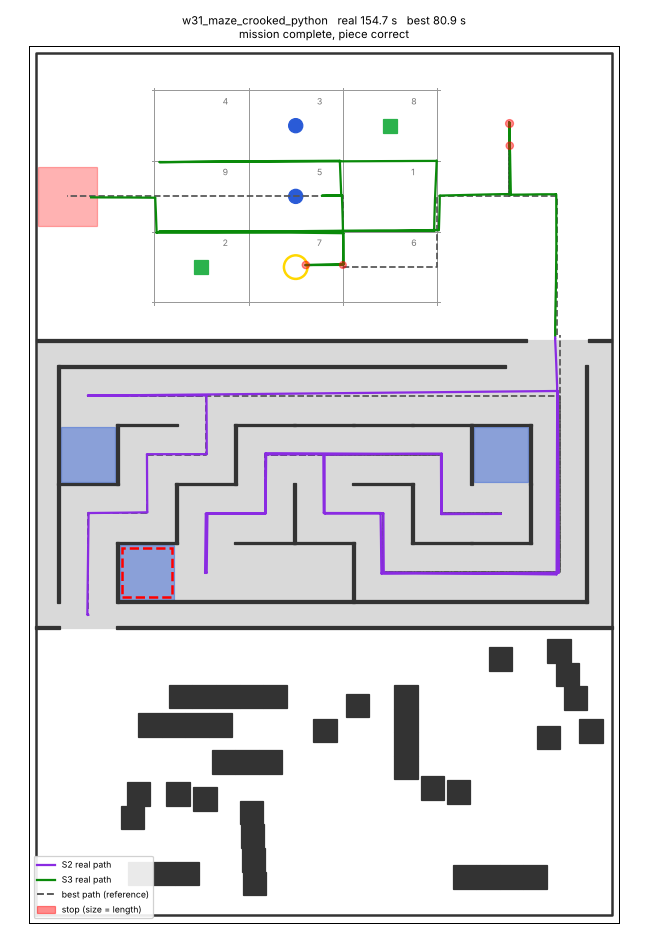 w31_maze_crooked_python   real 154.7 s   best 80.9 s
mission complete, piece correct
4 3 8
9 5 1
2 7 6
S2 real path
S3 real path
best path (reference)
stop (size = length)